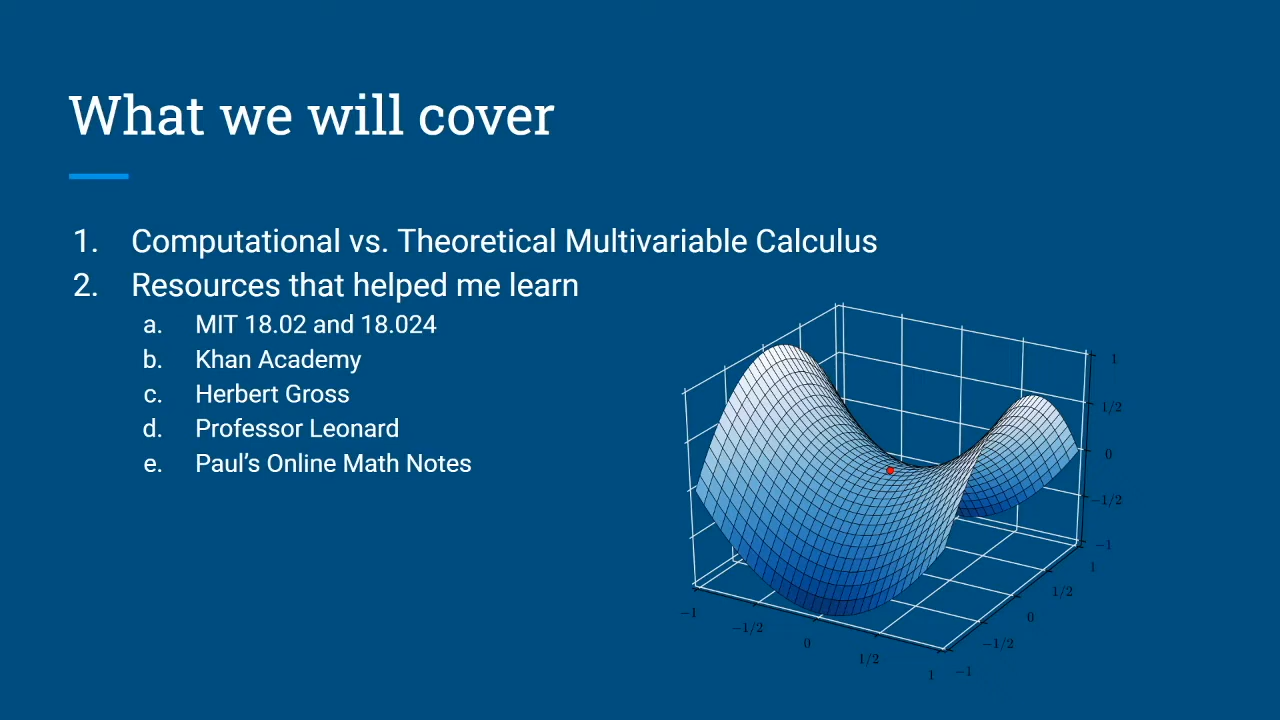 What we will cover
1. Computational vs. Theoretical Multivariable Calculus
2. Resources that helped me learn
a. MIT 18.02 and 18.024
b. Khan Academy
c. Herbert Gross
d. Professor Leonard
e. Paul's Online Math Notes
1
1/2
0
−1/2
−1
1
1/2
0
−1/2
−1
−1
−1/2
0
1/2
1